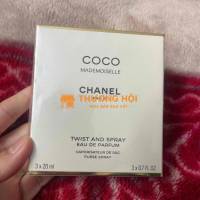 COCO
MADEMOISELLE
CHANEL
THƯƠNG HỘI
TWIST AND SPRAY
EAU DE PARFUM
VAPORISATEUR DE SAC
PURSE SPRAY
3 x 20 ml
3 x 0.7 FL. OZ.